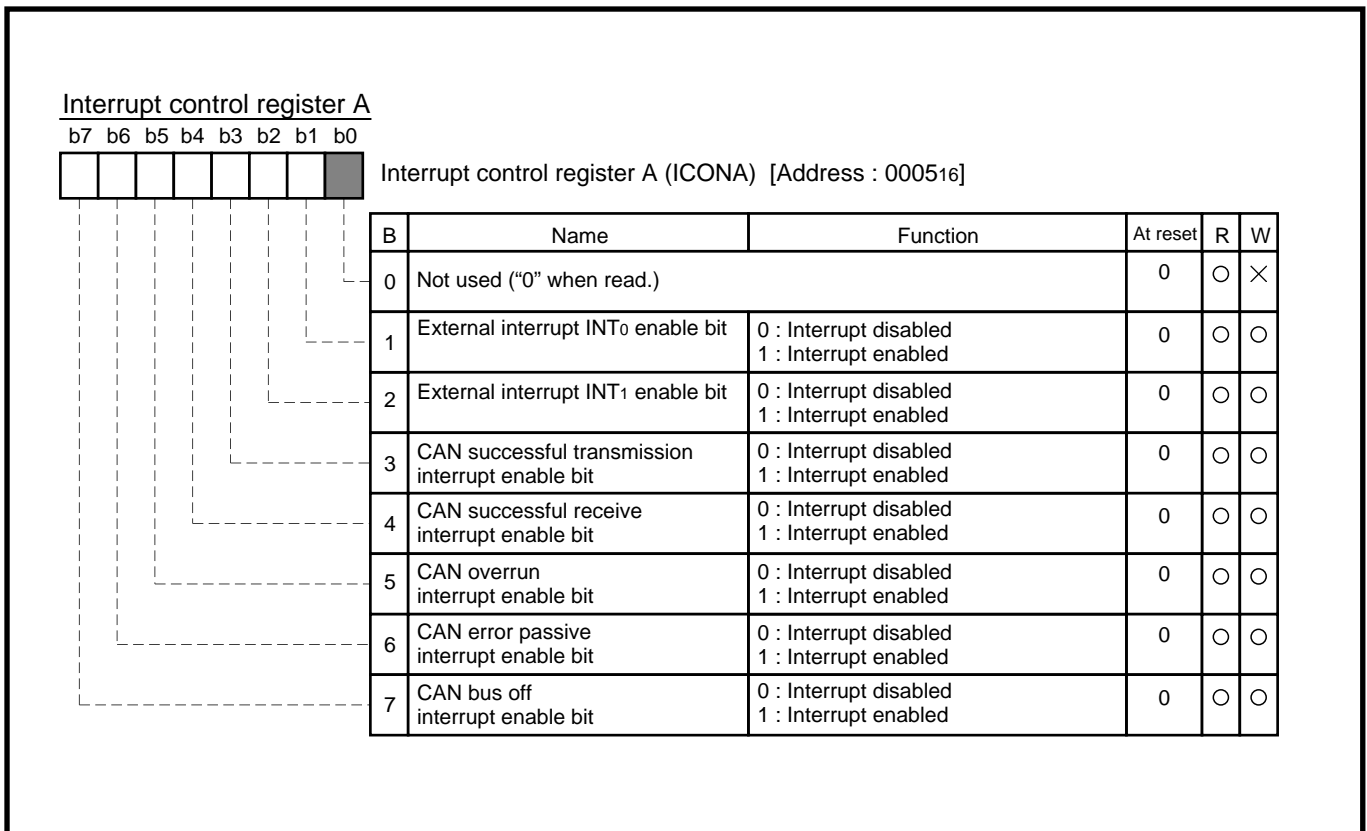 Interrupt control register A
b7 b6 b5 b4 b3 b2 b1 b0
Interrupt control register A (ICONA) [Address : 000516]
B Name Function At reset R W
0 Not used (“0” when read.) 0 ○ ×
1 External interrupt INT0 enable bit 0 : Interrupt disabled 0 ○ ○
1 : Interrupt enabled
2 External interrupt INT1 enable bit 0 : Interrupt disabled 0 ○ ○
1 : Interrupt enabled
3 CAN successful transmission 0 : Interrupt disabled 0 ○ ○
interrupt enable bit 1 : Interrupt enabled
4 CAN successful receive 0 : Interrupt disabled 0 ○ ○
interrupt enable bit 1 : Interrupt enabled
5 CAN overrun 0 : Interrupt disabled 0 ○ ○
interrupt enable bit 1 : Interrupt enabled
6 CAN error passive 0 : Interrupt disabled 0 ○ ○
interrupt enable bit 1 : Interrupt enabled
7 CAN bus off 0 : Interrupt disabled 0 ○ ○
interrupt enable bit 1 : Interrupt enabled